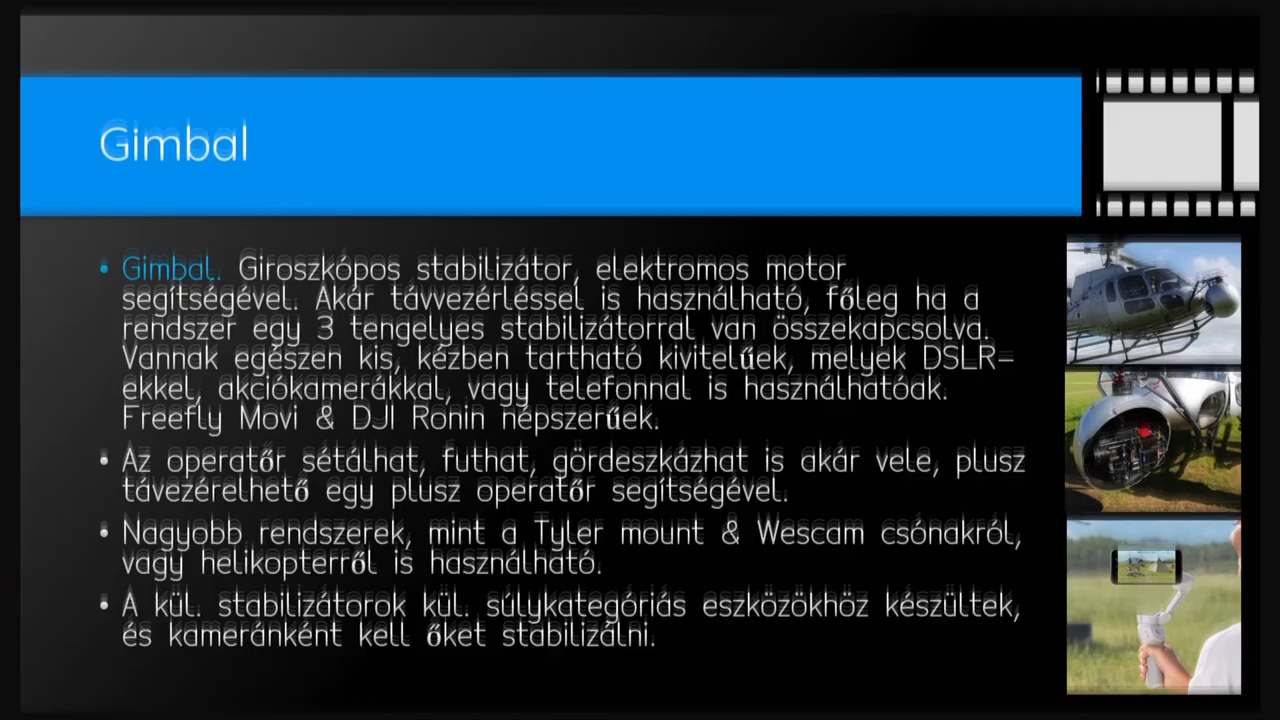 Gimbal
• Gimbal. Giroszkópos stabilizátor, elektromos motor
segítségével. Akár távvezérléssel is használható, főleg ha a
rendszer egy 3 tengelyes stabilizátorral van összekapcsolva.
Vannak egészen kis, kézben tartható kivitelűek, melyek DSLR-
ekkel, akciókamerákkal, vagy telefonnal is használhatóak.
Freefly Movi & DJI Ronin népszerűek.
• Az operatőr sétálhat, futhat, gördeszkázhat is akár vele, plusz
távezérelhető egy plusz operatőr segítségével.
• Nagyobb rendszerek, mint a Tyler mount & Wescam csónakról,
vagy helikopterről is használható.
• A kül. stabilizátorok kül. súlykategóriás eszközökhöz készültek,
és kameránként kell őket stabilizálni.